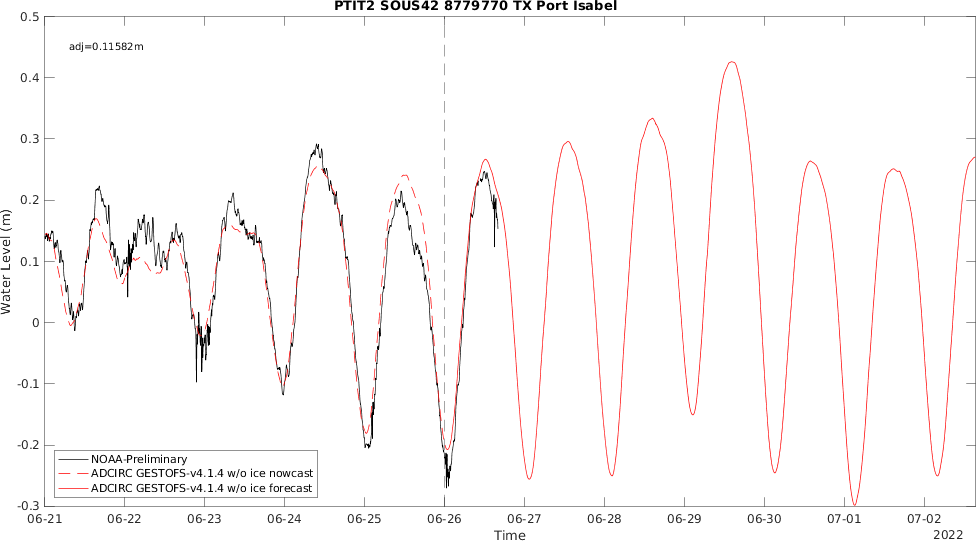 PTIT2 SOUS42 8779770 TX Port Isabel
adj=0.11582m
Water Level (m)
0.5
0.4
0.3
0.2
0.1
0
-0.1
-0.2
-0.3
NOAA-Preliminary
ADCIRC GESTOFS-v4.1.4 w/o ice nowcast
ADCIRC GESTOFS-v4.1.4 w/o ice forecast
06-21 06-22 06-23 06-24 06-25 06-26 06-27 06-28 06-29 06-30 07-01 07-02
Time
2022